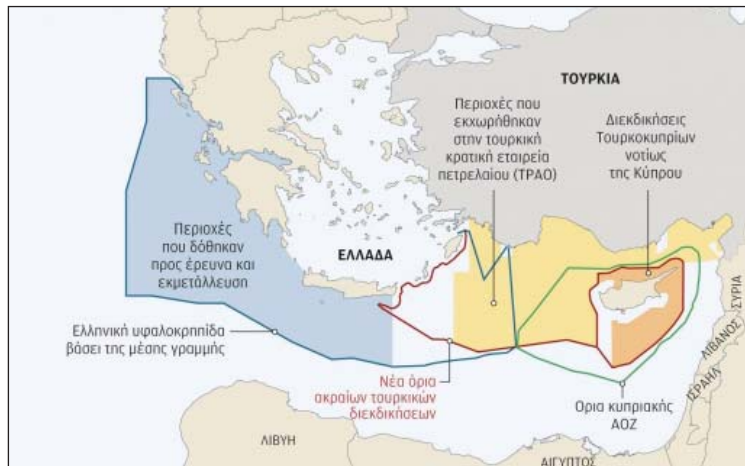 ΤΟΥΡΚΙΑ
Περιοχές που
εκχωρήθηκαν
στην τουρκική
κρατική εταιρεία
πετρελαίου (ΤΡΑΟ)
Διεκδικήσεις
Τουρκοκυπρίων
νοτίως
της Κύπρου
Περιοχές
που δόθηκαν
προς έρευνα και
εκμετάλλευση
ΕΛΛΑΔΑ
Ελληνική υφαλοκρηπίδα
βάσει της μέσης γραμμής
Νέα όρια
ακραίων τουρκικών
διεκδικήσεων
Ορια κυπριακής
ΑΟΖ
ΣΥΡΙΑ
ΛΙΒΑΝΟΣ
ΙΣΡΑΗΛ
ΛΙΒΥΗ
ΑΙΓΥΠΤΟΣ